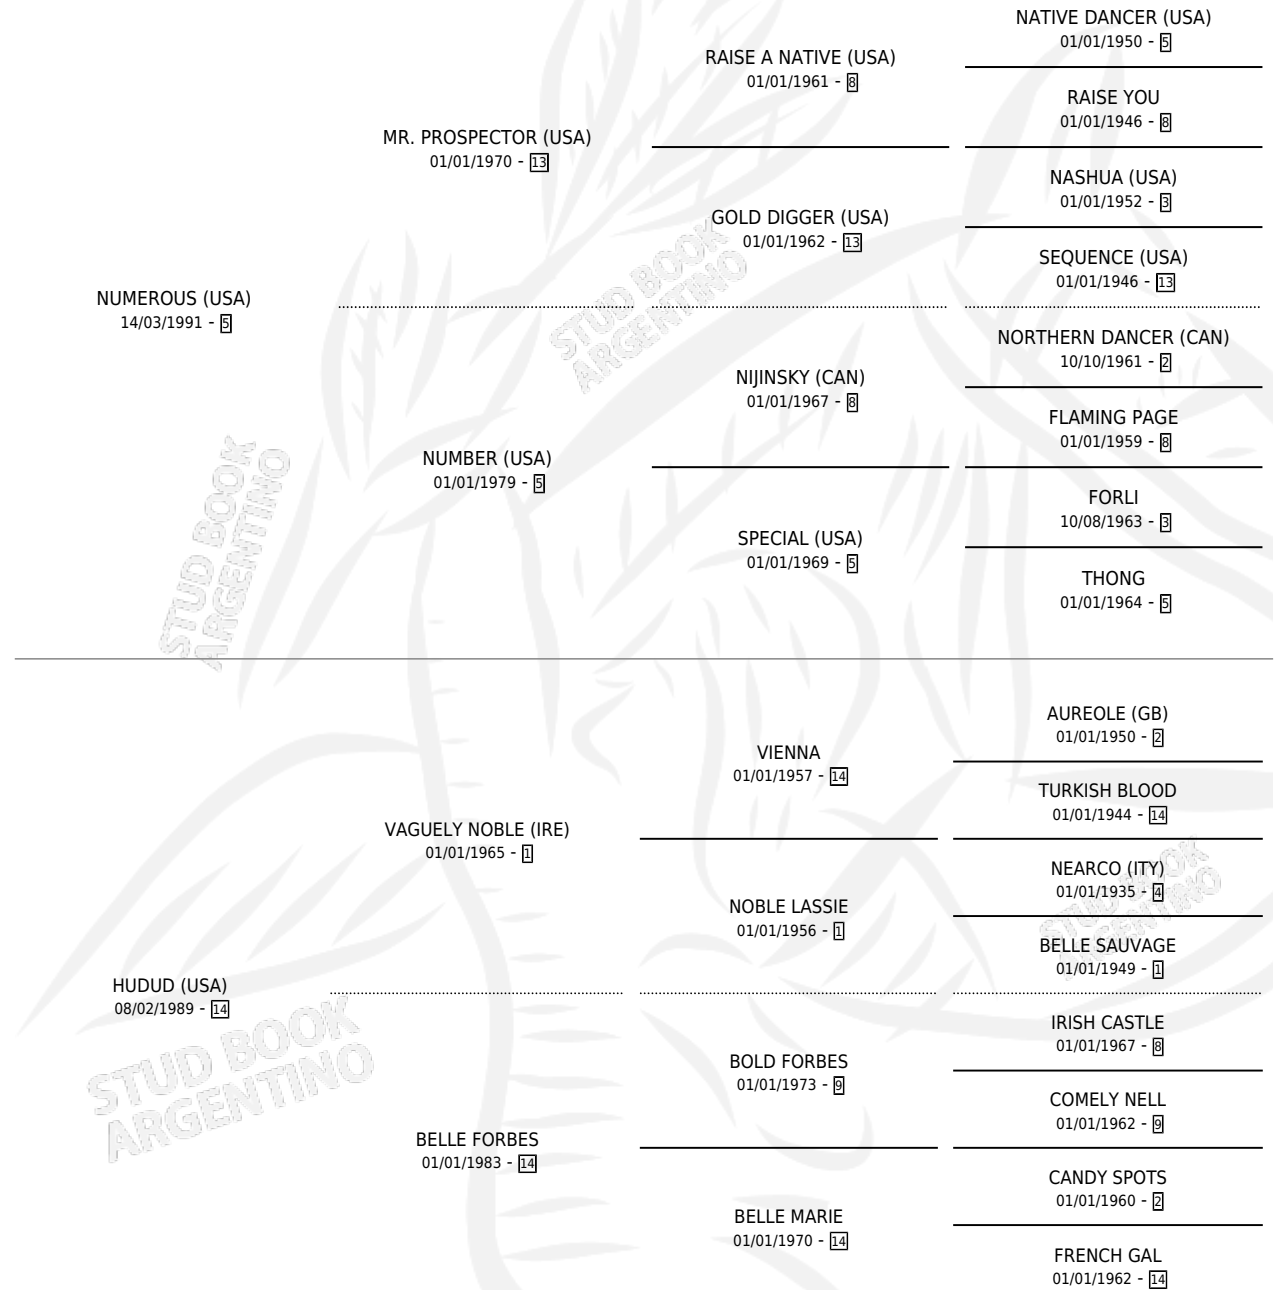 NATIVE DANCER (USA)
01/01/1950 - 5
RAISE A NATIVE (USA)
01/01/1961 - 8
RAISE YOU
01/01/1946 - 8
MR. PROSPECTOR (USA)
01/01/1970 - 13
NASHUA (USA)
01/01/1952 - 3
GOLD DIGGER (USA)
01/01/1962 - 13
SEQUENCE (USA)
01/01/1946 - 13
STUD BOOK
ARGENTINO
NUMEROUS (USA)
14/03/1991 - 5
NORTHERN DANCER (CAN)
10/10/1961 - 2
NIJINSKY (CAN)
01/01/1967 - 8
FLAMING PAGE
01/01/1959 - 8
NUMBER (USA)
01/01/1979 - 5
FORLI
10/08/1963 - 3
SPECIAL (USA)
01/01/1969 - 5
THONG
01/01/1964 - 5
STUD BOOK
ARGENTINO
AUREOLE (GB)
01/01/1950 - 2
VIENNA
01/01/1957 - 14
TURKISH BLOOD
01/01/1944 - 14
VAGUELY NOBLE (IRE)
01/01/1965 - 1
NEARCO (ITY)
01/01/1935 - 4
NOBLE LASSIE
01/01/1956 - 1
BELLE SAUVAGE
01/01/1949 - 1
STUD BOOK
ARGENTINO
HUDUD (USA)
08/02/1989 - 14
IRISH CASTLE
01/01/1967 - 8
BOLD FORBES
01/01/1973 - 9
COMELY NELL
01/01/1962 - 9
STUD BOOK
ARGENTINO
BELLE FORBES
01/01/1983 - 14
CANDY SPOTS
01/01/1960 - 2
BELLE MARIE
01/01/1970 - 14
FRENCH GAL
01/01/1962 - 14